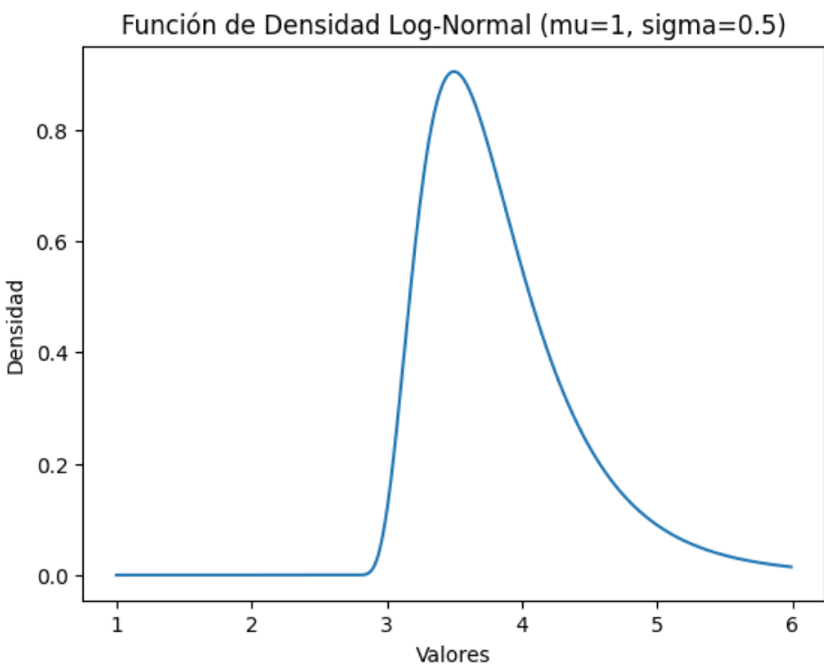 Función de Densidad Log-Normal (mu=1, sigma=0.5)
0.8
0.6
0.4
0.2
0.0
Densidad
1 2 3 4 5 6
Valores